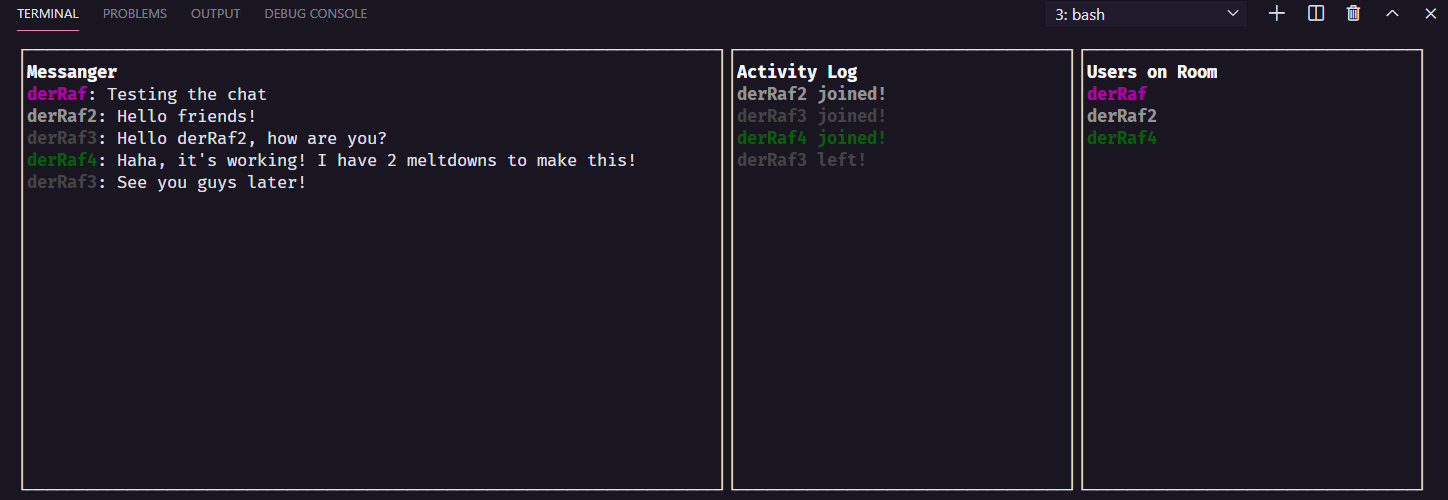 TERMINAL PROBLEMS OUTPUT DEBUG CONSOLE 3: bash
Messanger
derRaf: Testing the chat
derRaf2: Hello friends!
derRaf3: Hello derRaf2, how are you?
derRaf4: Haha, it's working! I have 2 meltdowns to make this!
derRaf3: See you guys later!
Activity Log
derRaf2 joined!
derRaf3 joined!
derRaf4 joined!
derRaf3 left!
Users on Room
derRaf
derRaf2
derRaf4